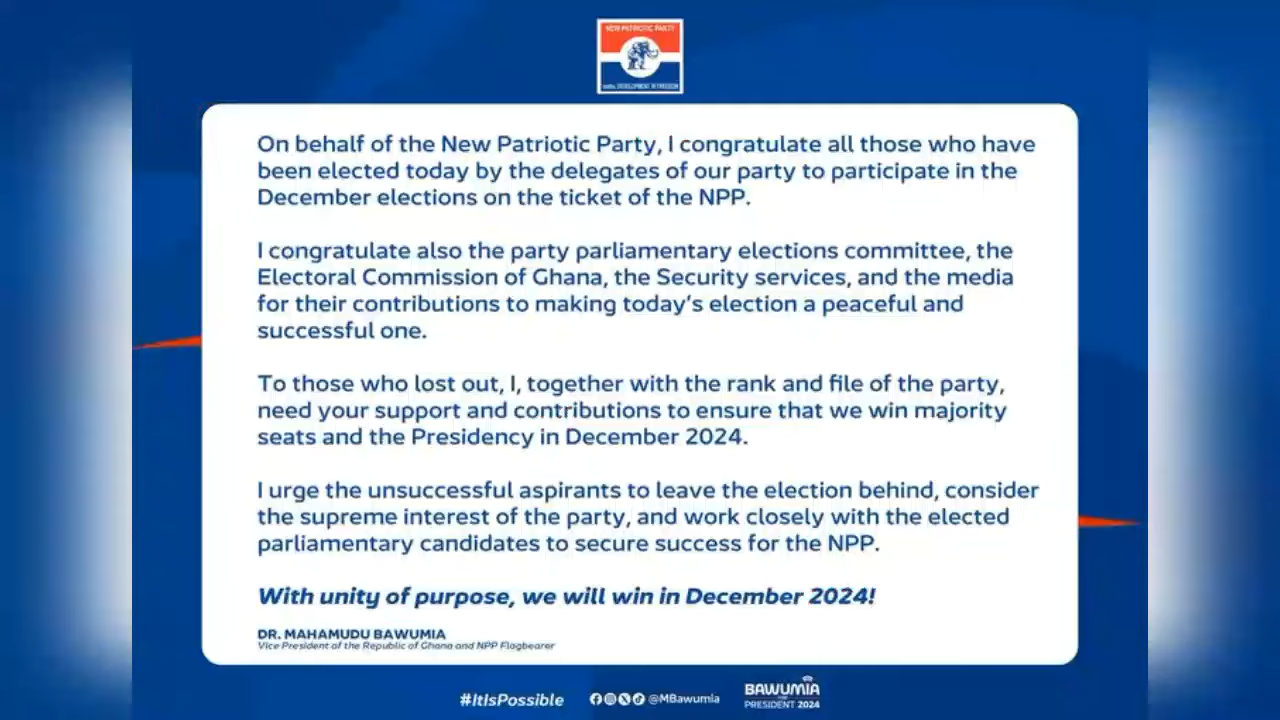 NEW PATRIOTIC PARTY
DEVELOPMENT IN FREEDOM
On behalf of the New Patriotic Party, I congratulate all those who have
been elected today by the delegates of our party to participate in the
December elections on the ticket of the NPP.
I congratulate also the party parliamentary elections committee, the
Electoral Commission of Ghana, the Security services, and the media
for their contributions to making today's election a peaceful and
successful one.
To those who lost out, I, together with the rank and file of the party,
need your support and contributions to ensure that we win majority
seats and the Presidency in December 2024.
I urge the unsuccessful aspirants to leave the election behind, consider
the supreme interest of the party, and work closely with the elected
parliamentary candidates to secure success for the NPP.
With unity of purpose, we will win in December 2024!
DR. MAHAMUDU BAWUMIA
Vice President of the Republic of Ghana and NPP Flagbearer
#ItIsPossible
@MBawumia
BAWUMIA
PRESIDENT 2024